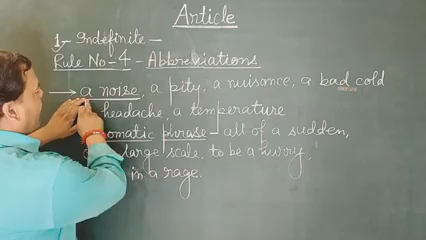 Article
1- Indefinite -
Rule No-4 - Abbreviations
→ a noise, a pity, a nuisance, a bad cold
headache, a temperature
omatic phrase - all of a sudden,
large scale, to be a hurry,
in a rage.